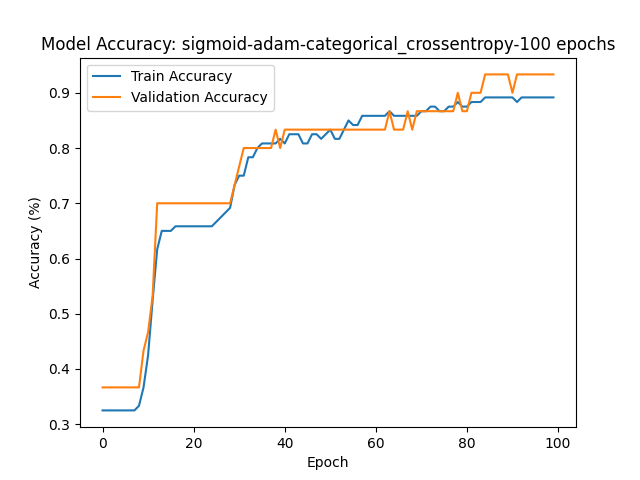 Model Accuracy: sigmoid-adam-categorical_crossentropy-100 epochs
Train Accuracy
Validation Accuracy
0.9
0.8
0.7
0.6
0.5
0.4
0.3
Accuracy (%)
0 20 40 60 80 100
Epoch